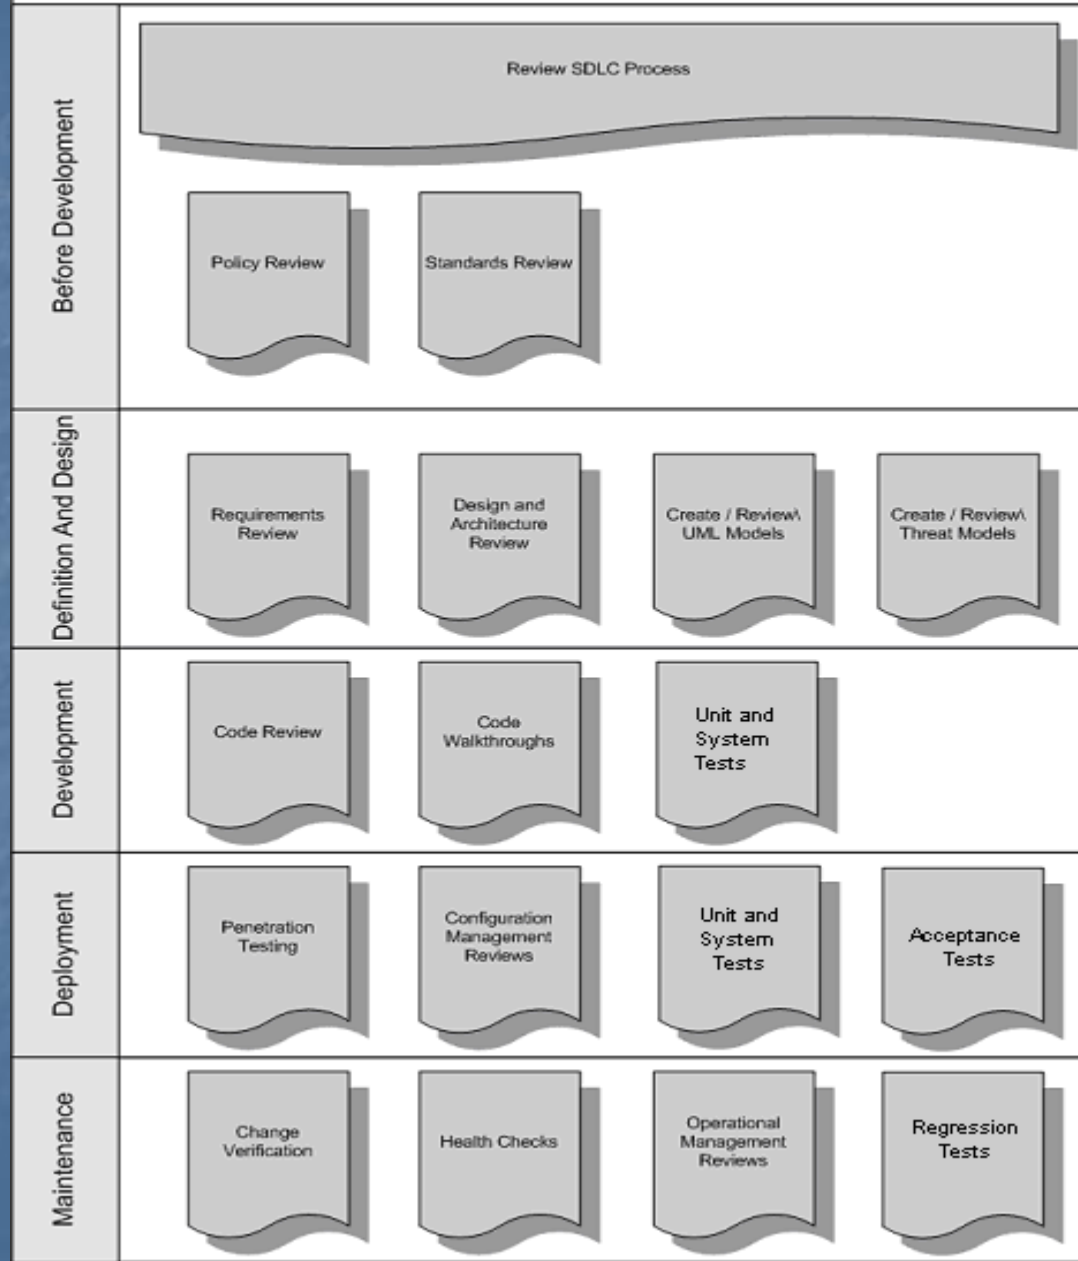 Before Development
Review SDLC Process
Policy Review
Standards Review
Definition And Design
Requirements
Review
Design and
Architecture
Review
Create / Review\
UML Models
Create / Review\
Threat Models
Development
Code Review
Code
Walkthroughs
Unit and
System
Tests
Deployment
Penetration
Testing
Configuration
Management
Reviews
Unit and
System
Tests
Acceptance
Tests
Maintenance
Change
Verification
Health Checks
Operational
Management
Reviews
Regression
Tests